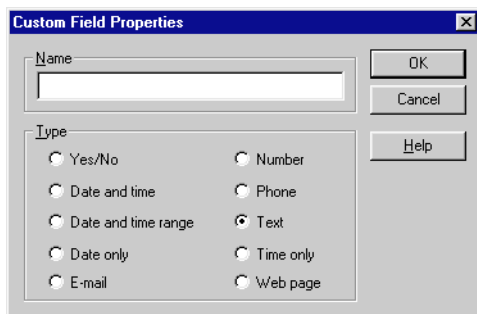 Custom Field Properties
Name
OK
Cancel
Help
Type
Yes/No
Number
Date and time
Phone
Date and time range
Text
Date only
Time only
E-mail
Web page